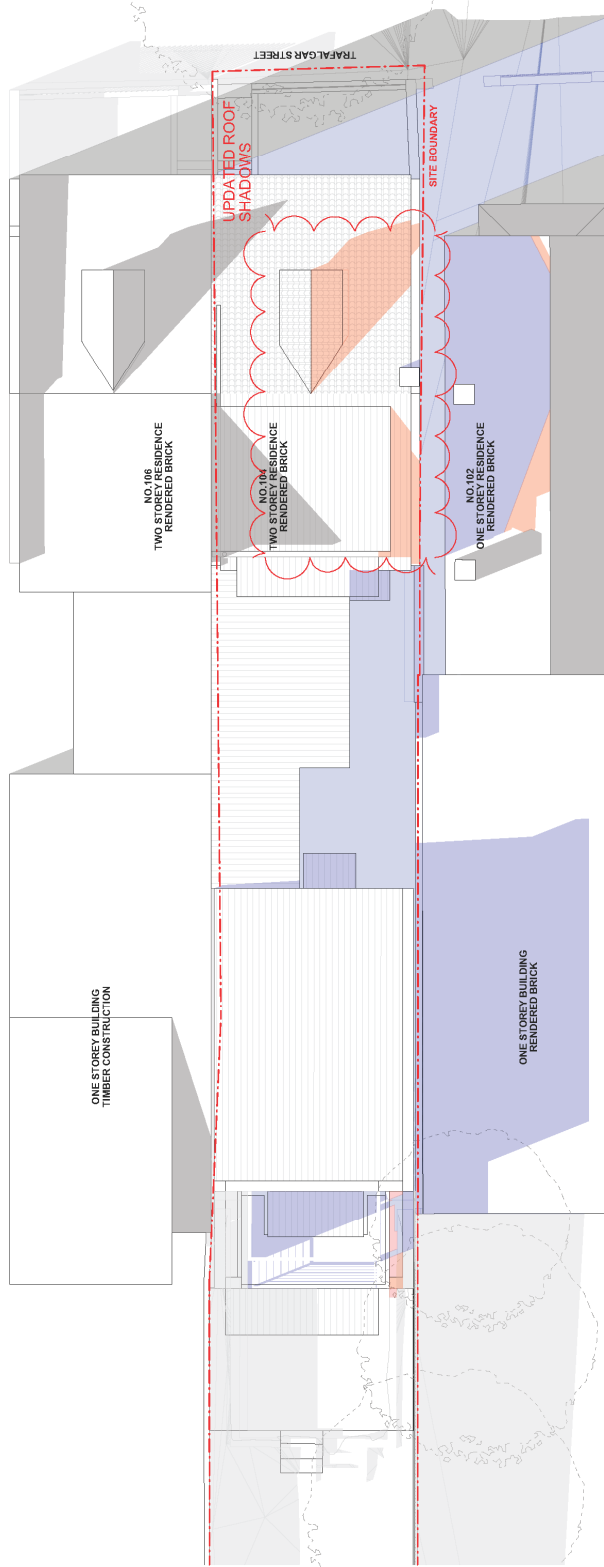 TRAFALGAR STREET
UPDATED ROOF
SHADOWS
SITE BOUNDARY
NO.106
TWO STOREY RESIDENCE
RENDERED BRICK
NO.104
TWO STOREY RESIDENCE
RENDERED BRICK
NO.102
ONE STOREY RESIDENCE
RENDERED BRICK
ONE STOREY BUILDING
TIMBER CONSTRUCTION
ONE STOREY BUILDING
RENDERED BRICK